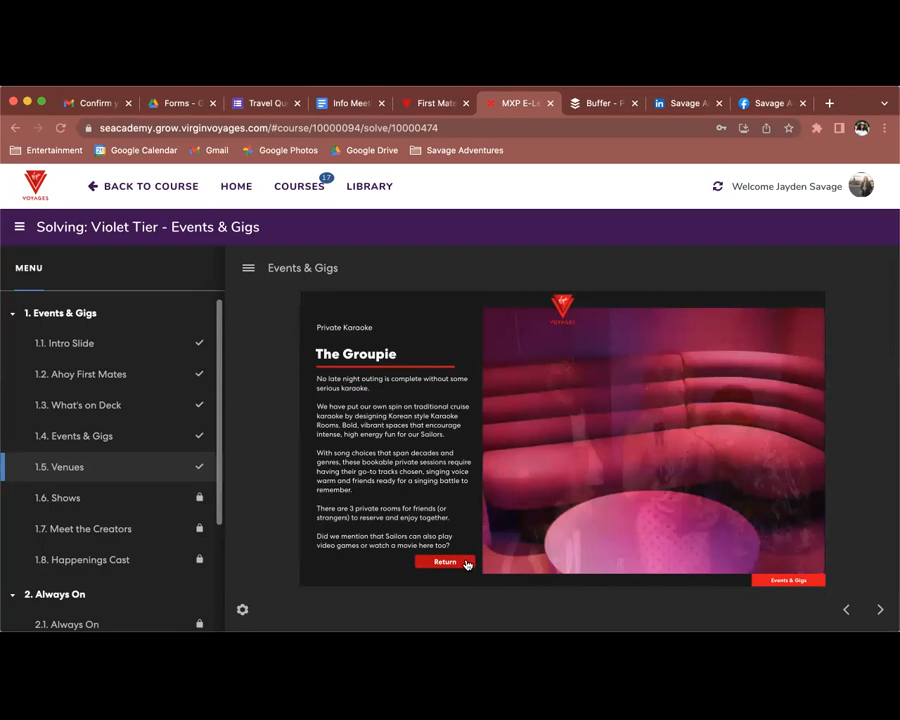 Confirm y
Forms - G
Travel Qu
Info Meet
First Mate
MXP E-Le
Buffer - P
Savage A
Savage A
seacademy.grow.virginvoyages.com/#course/10000094/solve/10000474
Entertainment
Google Calendar
Gmail
Google Photos
Google Drive
Savage Adventures
VOYAGES
BACK TO COURSE
HOME
COURSES
17
LIBRARY
Welcome Jayden Savage
Solving: Violet Tier - Events & Gigs
MENU
Events & Gigs
1. Events & Gigs
1.1. Intro Slide
1.2. Ahoy First Mates
1.3. What's on Deck
1.4. Events & Gigs
1.5. Venues
1.6. Shows
1.7. Meet the Creators
1.8. Happenings Cast
2. Always On
2.1. Always On
VOYAGES
Private Karaoke
The Groupie
No late night outing is complete without some
serious karaoke.
We have put our own spin on traditional cruise
karaoke by designing Korean style Karaoke
Rooms. Bold, vibrant spaces that encourage
intense, high energy fun for our Sailors.
With song choices that span decades and
genres, these bookable private sessions require
having their go-to tracks chosen, singing voice
warm and friends ready for a singing battle to
remember.
There are 3 private rooms for friends (or
strangers) to reserve and enjoy together.
Did we mention that Sailors can also play
video games or watch a movie here too?
Return
Events & Gigs